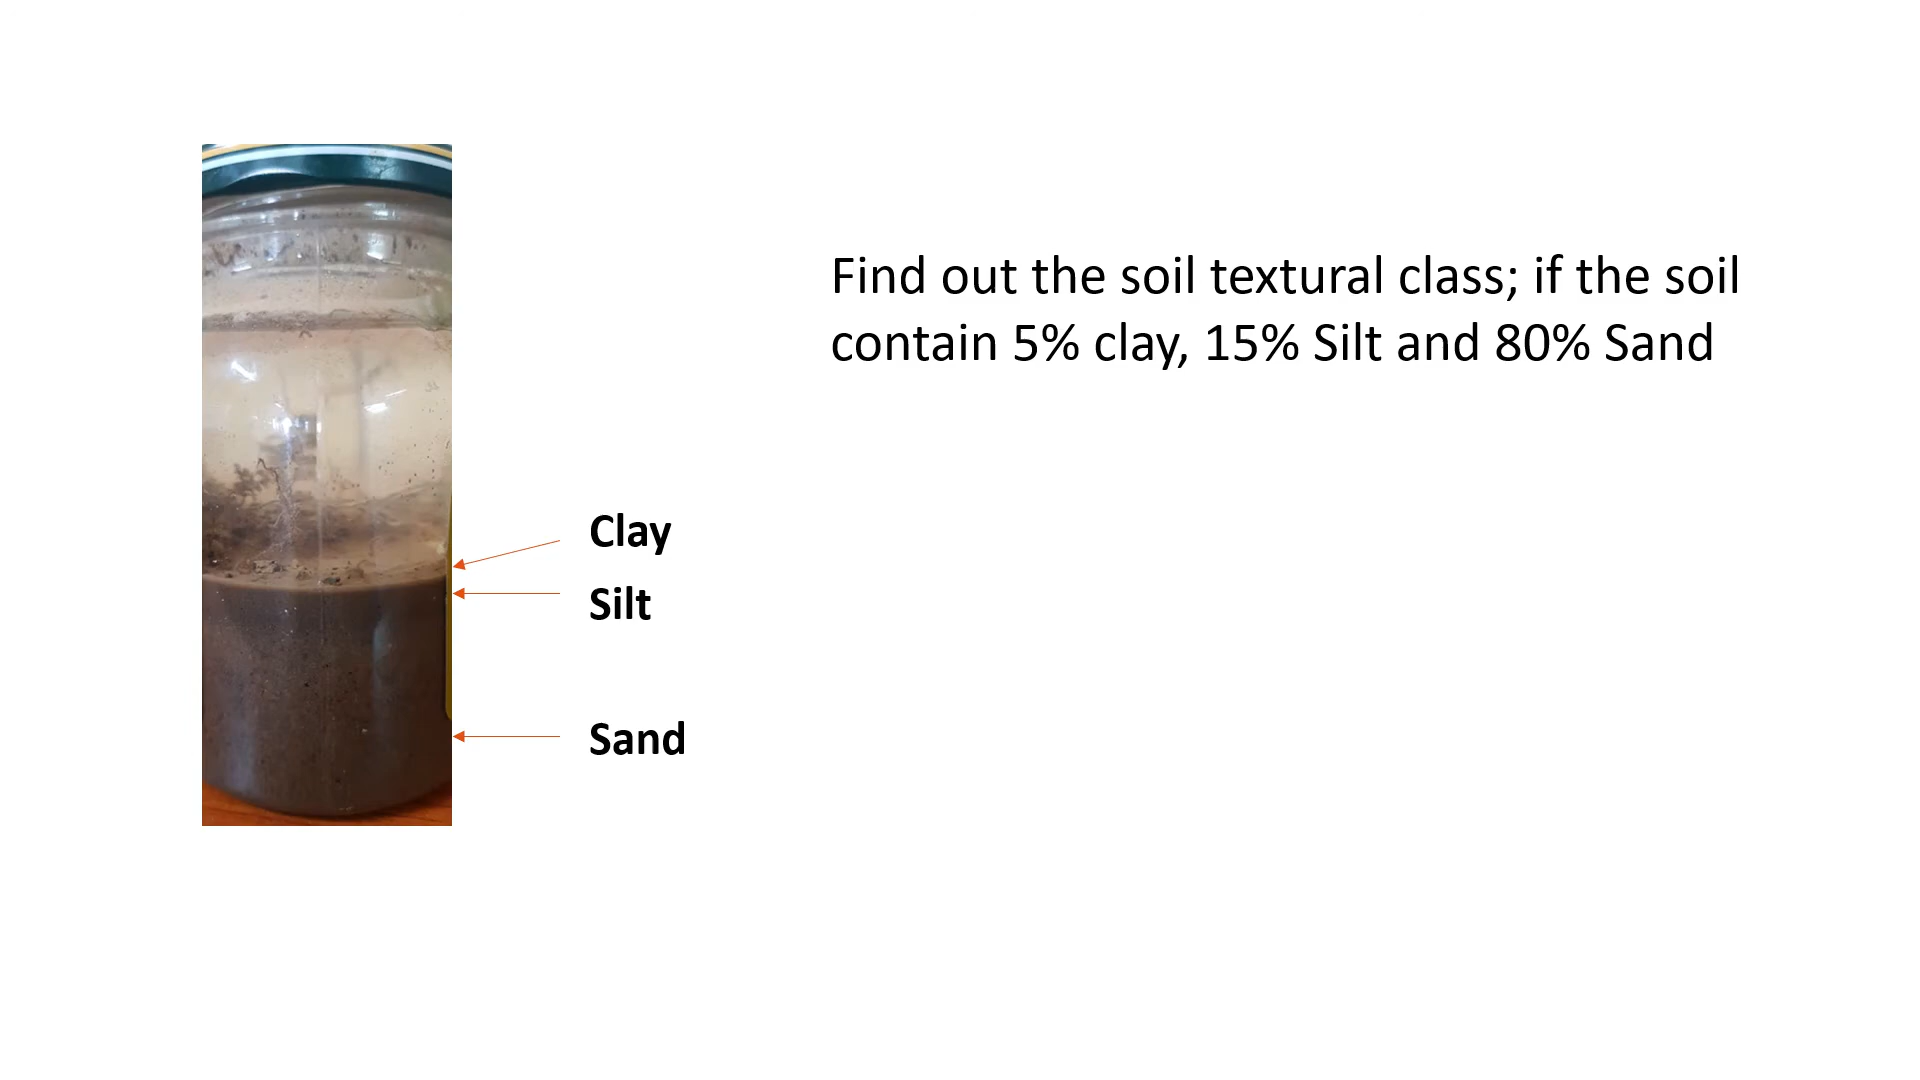 Find out the soil textural class; if the soil
contain 5% clay, 15% Silt and 80% Sand
Clay
Silt
Sand